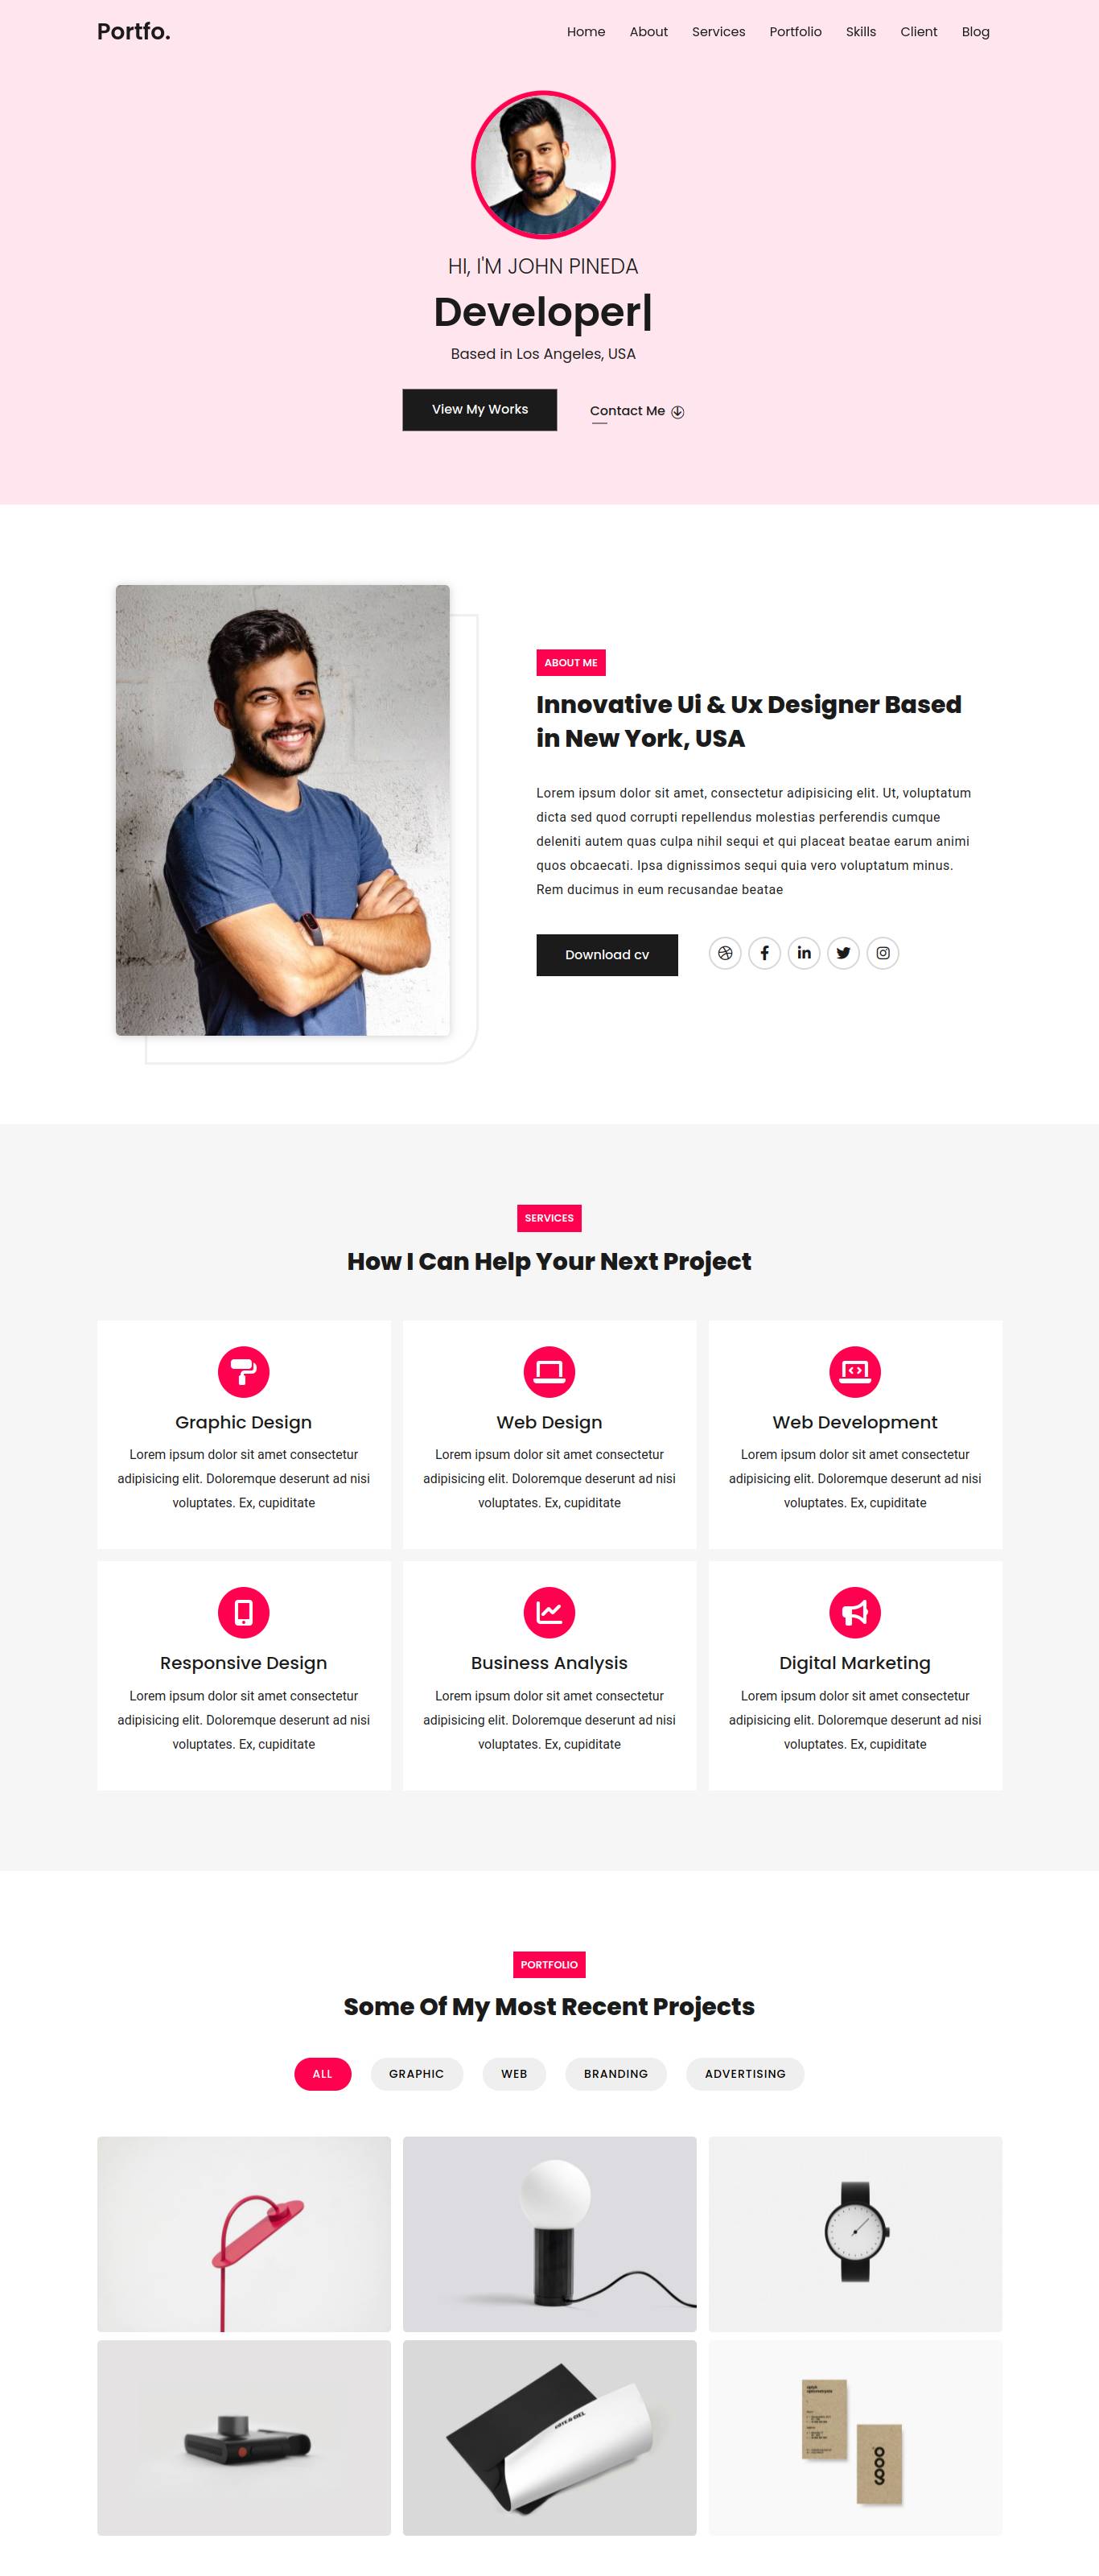 Portfo.
Home About Services Portfolio Skills Client Blog
HI, I'M JOHN PINEDA
Developer|
Based in Los Angeles, USA
View My Works
Contact Me
ABOUT ME
Innovative Ui & Ux Designer Based
in New York, USA
Lorem ipsum dolor sit amet, consectetur adipisicing elit. Ut, voluptatum
dicta sed quod corrupti repellendus molestias perferendis cumque
deleniti autem quas culpa nihil sequi et qui placeat beatae earum animi
quos obcaecati. Ipsa dignissimos sequi quia vero voluptatum minus.
Rem ducimus in eum recusandae beatae
Download cv
SERVICES
How I Can Help Your Next Project
Graphic Design
Lorem ipsum dolor sit amet consectetur
adipisicing elit. Doloremque deserunt ad nisi
voluptates. Ex, cupiditate
Web Design
Lorem ipsum dolor sit amet consectetur
adipisicing elit. Doloremque deserunt ad nisi
voluptates. Ex, cupiditate
Web Development
Lorem ipsum dolor sit amet consectetur
adipisicing elit. Doloremque deserunt ad nisi
voluptates. Ex, cupiditate
Responsive Design
Lorem ipsum dolor sit amet consectetur
adipisicing elit. Doloremque deserunt ad nisi
voluptates. Ex, cupiditate
Business Analysis
Lorem ipsum dolor sit amet consectetur
adipisicing elit. Doloremque deserunt ad nisi
voluptates. Ex, cupiditate
Digital Marketing
Lorem ipsum dolor sit amet consectetur
adipisicing elit. Doloremque deserunt ad nisi
voluptates. Ex, cupiditate
PORTFOLIO
Some Of My Most Recent Projects
ALL
GRAPHIC
WEB
BRANDING
ADVERTISING